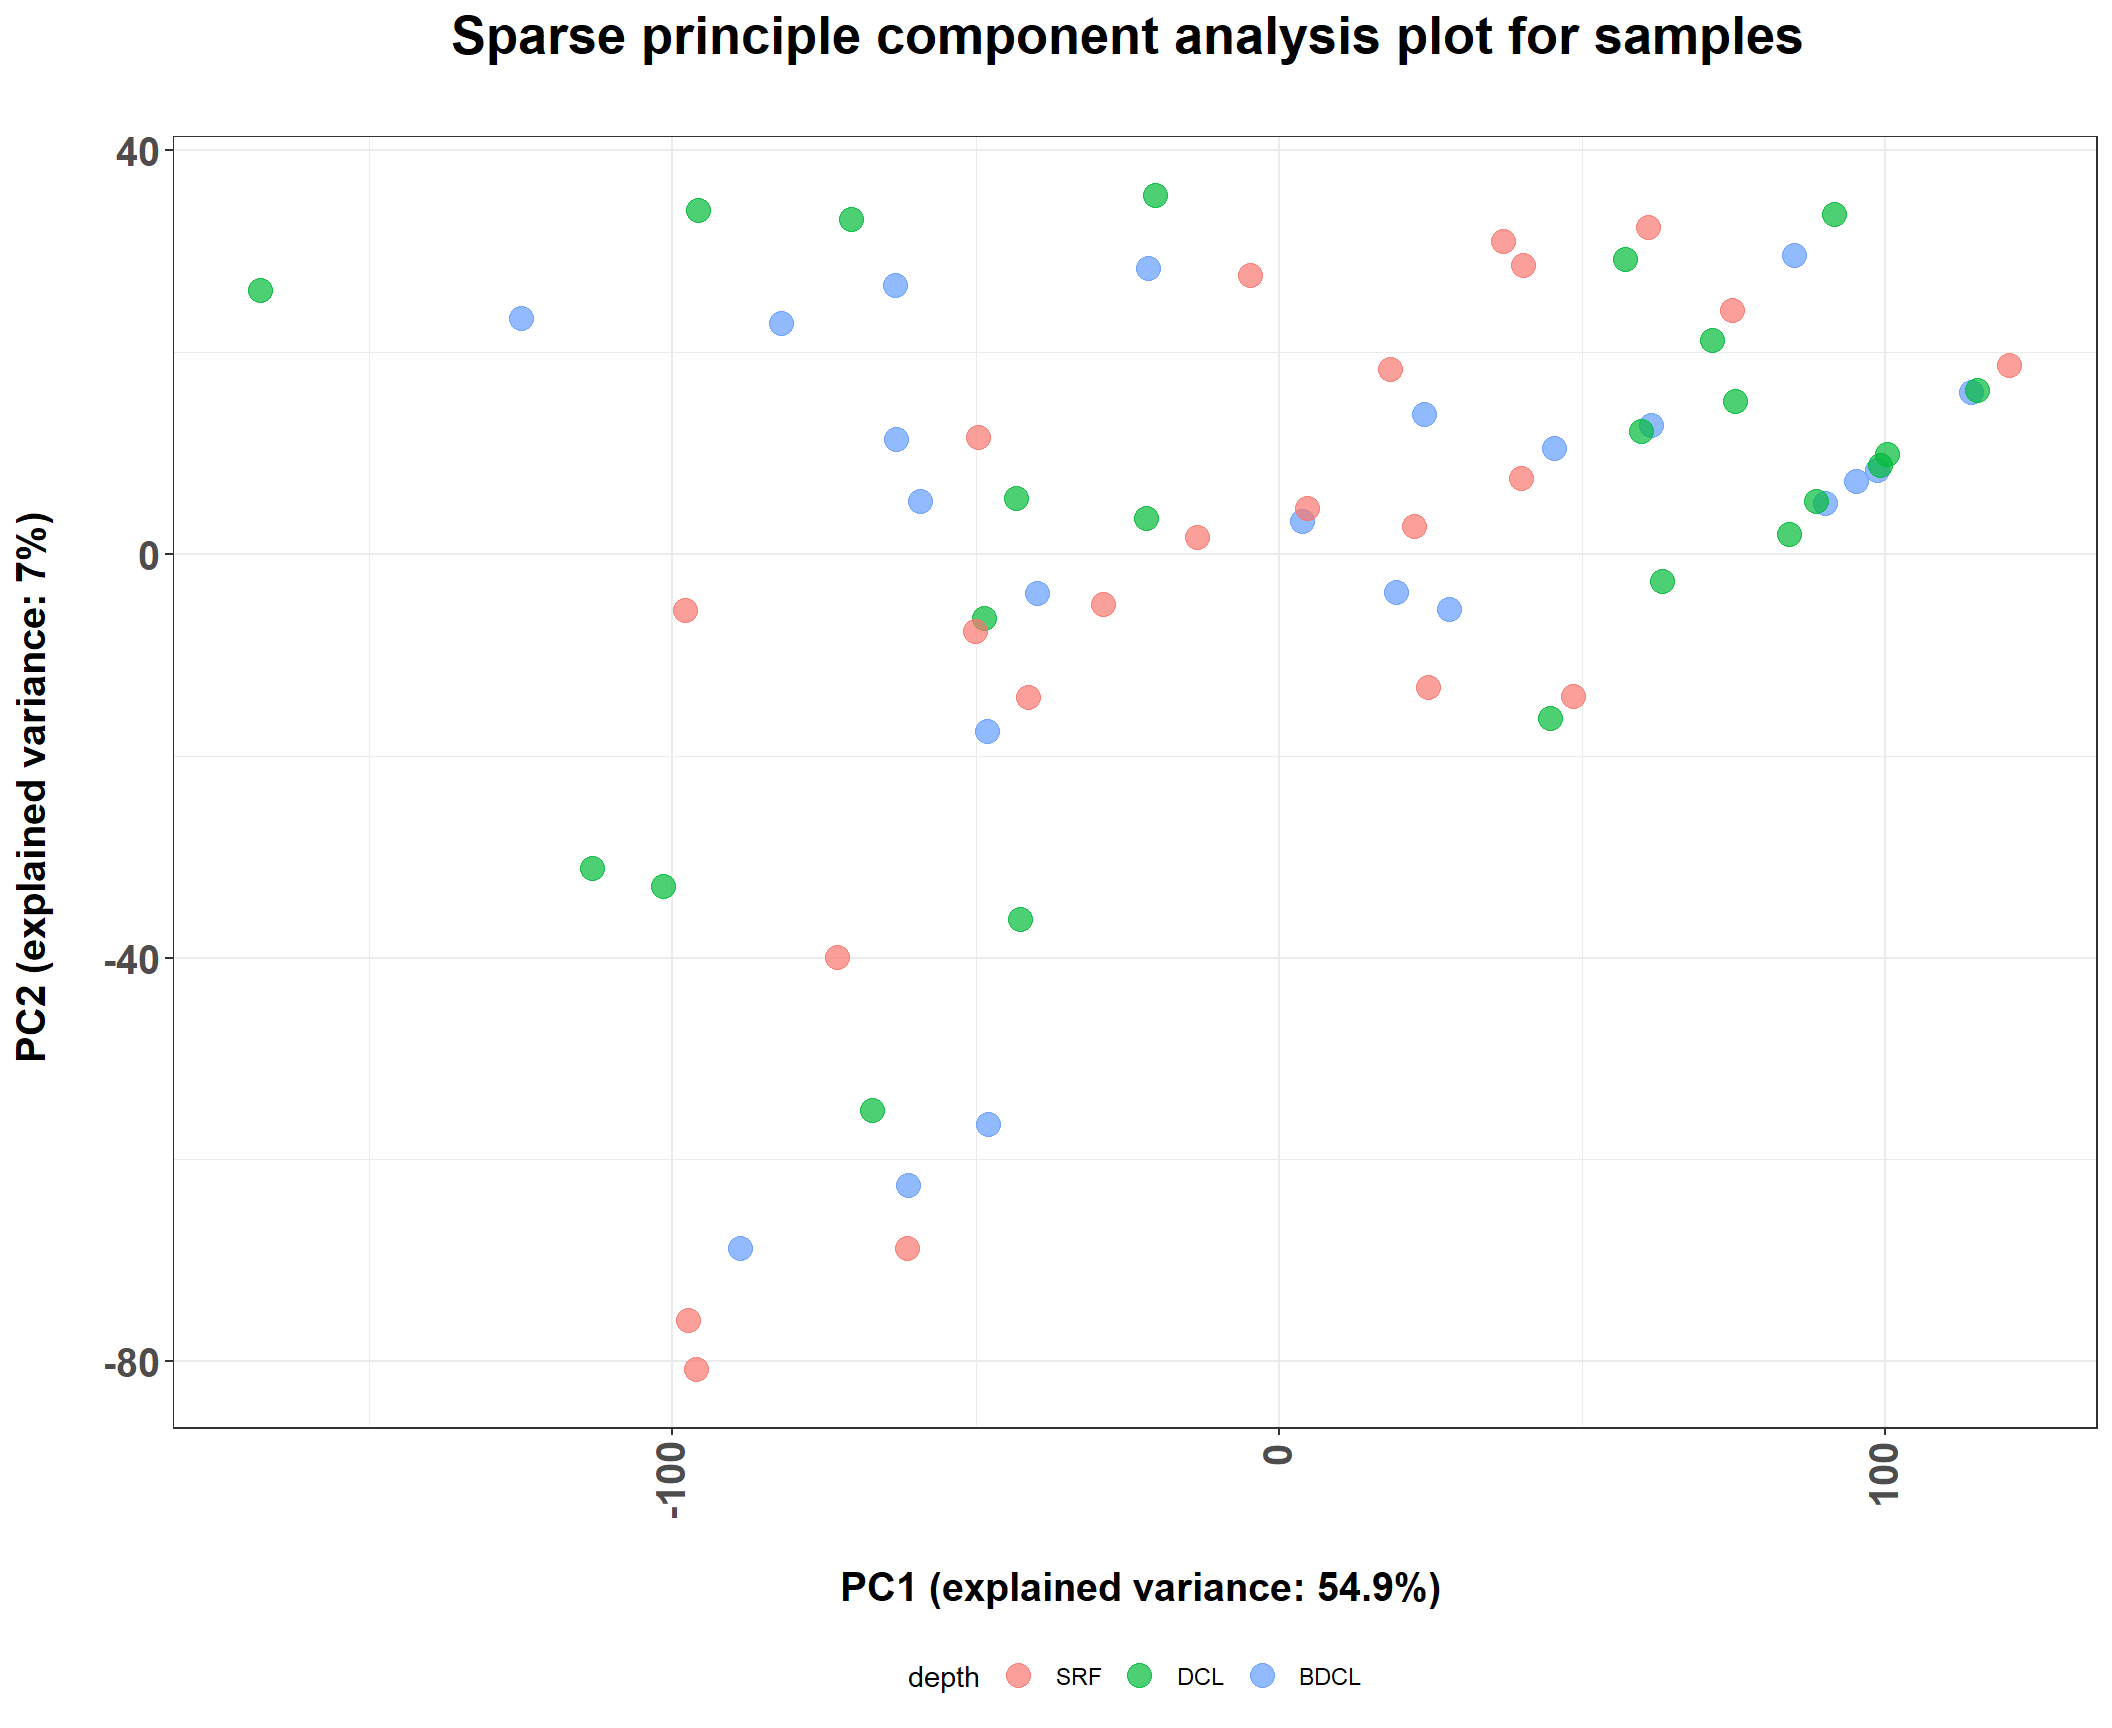 Sparse principle component analysis plot for samples
PC2 (explained variance: 7%)
40
0
-40
-80
-100
0
100
PC1 (explained variance: 54.9%)
depth SRF DCL BDCL